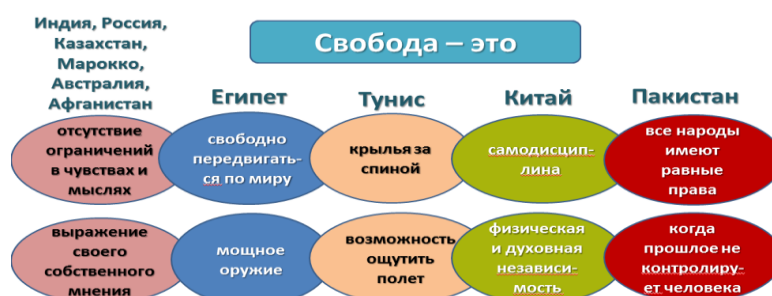 Свобода – это
Индия, Россия,
Казахстан,
Марокко,
Австралия,
Афганистан
Египет
Тунис
Китай
Пакистан
отсутствие
ограничений
в чувствах и
мыслях
свободно
передвигать-
ся по миру
крылья за
спиной
самодисцип-
лина
все народы
имеют
равные
права
выражение
своего
собственного
мнения
мощное
оружие
возможность
ощутить
полет
физическая
и духовная
независи-
мость
когда
прошлое не
контролиру-
ет человека